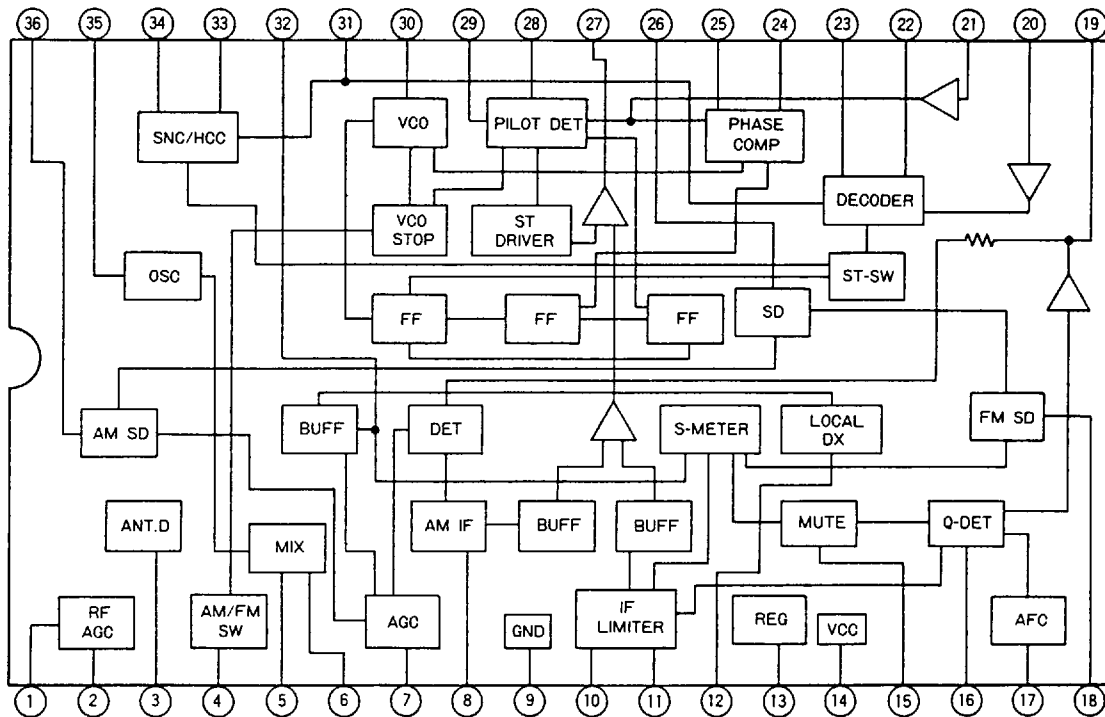 36 35 34 33 32 31 30 29 28 27 26 25 24 23 22 21 20 19
SNC/HCC
VCO
PILOT DET
PHASE
COMP
VCO
STOP
ST
DRIVER
DECODER
OSC
ST-SW
FF
FF
FF
SD
AM SD
BUFF
DET
S-METER
LOCAL
DX
FM SD
ANT.D
MIX
AM IF
BUFF
BUFF
MUTE
Q-DET
RF
AGC
AM/FM
SW
AGC
GND
IF
LIMITER
REG
VCC
AFC
1 2 3 4 5 6 7 8 9 10 11 12 13 14 15 16 17 18